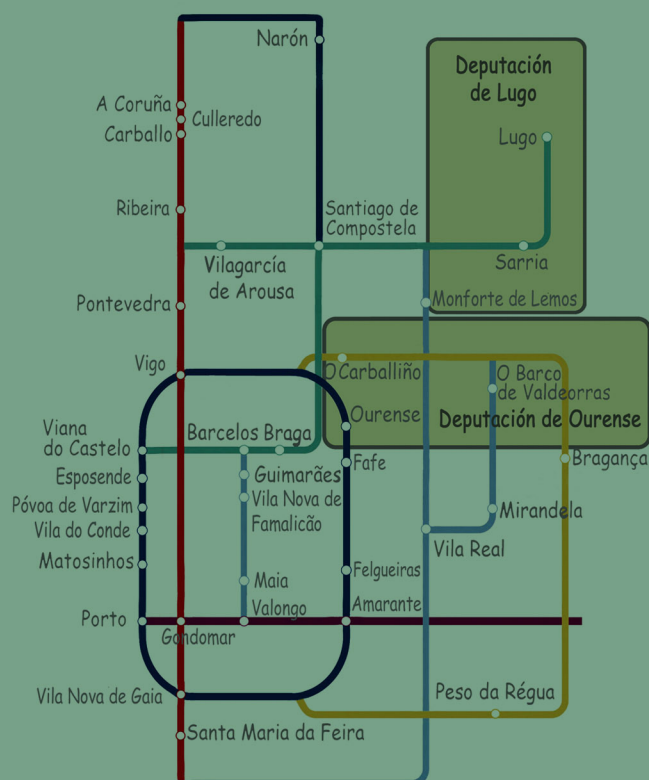 Narón
Deputación
de Lugo
A Coruña
Culleredo
Carballo
Lugo
Ribeira
Santiago de
Compostela
Vilagarcía
de Arousa
Sarria
Pontevedra
Monforte de Lemos
Vigo
O Carballiño
O Barco
de Valdeorras
Ourense
Deputación de Ourense
Viana
do Castelo
Barcelos
Braga
Bragança
Fafe
Esposende
Guimarães
Vila Nova de
Famalicão
Póvoa de Varzim
Mirandela
Vila do Conde
Vila Real
Matosinhos
Felgueiras
Maia
Porto
Valongo
Amarante
Gondomar
Vila Nova de Gaia
Peso da Régua
Santa Maria da Feira